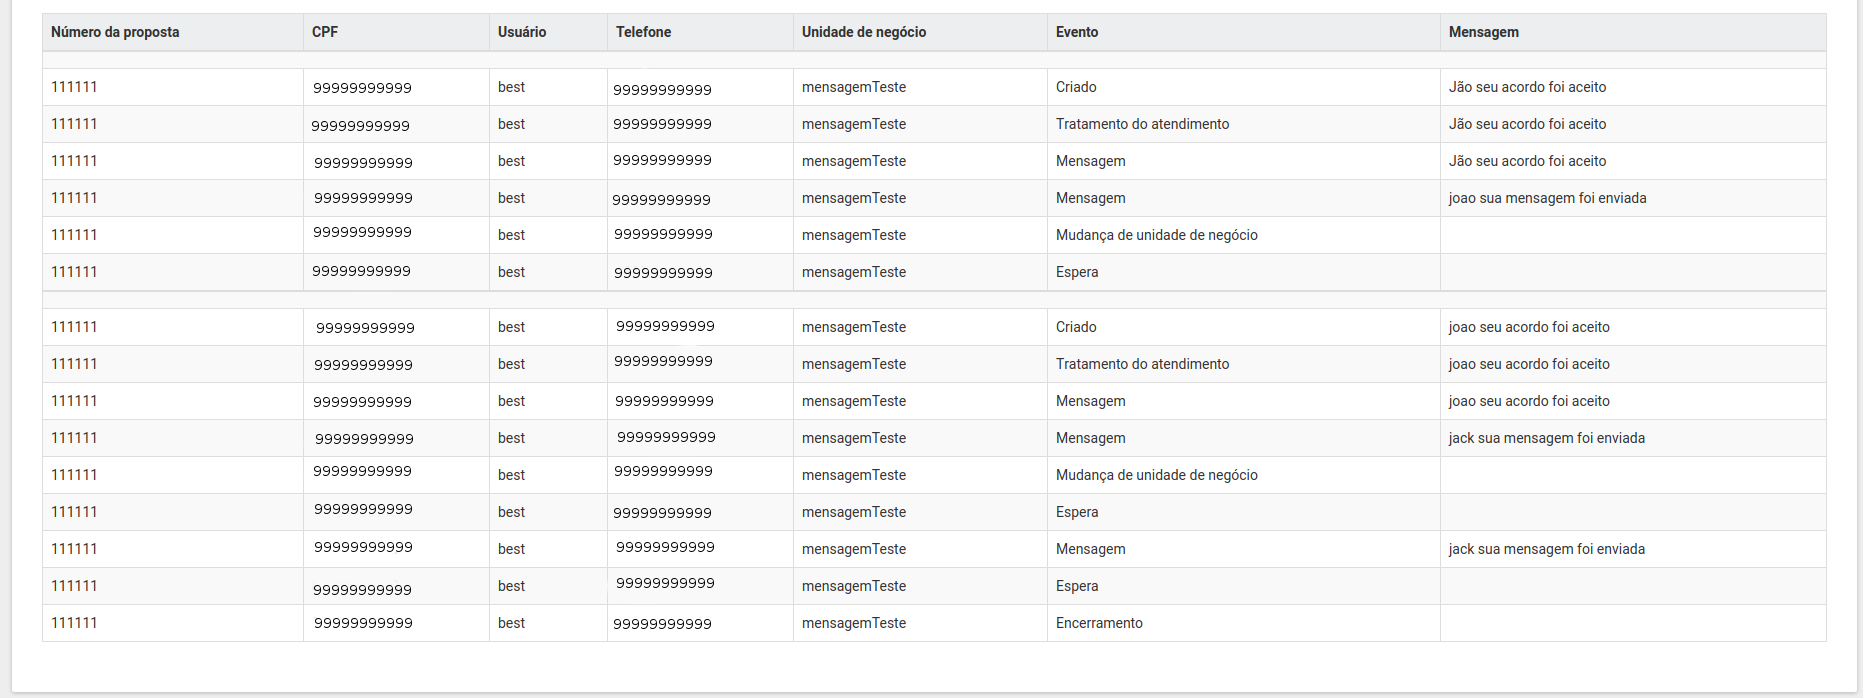 Número da proposta CPF Usuário Telefone Unidade de negócio Evento Mensagem
111111 99999999999 best 99999999999 mensagemTeste Criado Jão seu acordo foi aceito
111111 99999999999 best 99999999999 mensagemTeste Tratamento do atendimento Jão seu acordo foi aceito
111111 99999999999 best 99999999999 mensagemTeste Mensagem Jão seu acordo foi aceito
111111 99999999999 best 99999999999 mensagemTeste Mensagem joao sua mensagem foi enviada
111111 99999999999 best 99999999999 mensagemTeste Mudança de unidade de negócio
111111 99999999999 best 99999999999 mensagemTeste Espera
111111 99999999999 best 99999999999 mensagemTeste Criado joao seu acordo foi aceito
111111 99999999999 best 99999999999 mensagemTeste Tratamento do atendimento joao seu acordo foi aceito
111111 99999999999 best 99999999999 mensagemTeste Mensagem joao seu acordo foi aceito
111111 99999999999 best 99999999999 mensagemTeste Mensagem jack sua mensagem foi enviada
111111 99999999999 best 99999999999 mensagemTeste Mudança de unidade de negócio
111111 99999999999 best 99999999999 mensagemTeste Espera
111111 99999999999 best 99999999999 mensagemTeste Mensagem jack sua mensagem foi enviada
111111 99999999999 best 99999999999 mensagemTeste Espera
111111 99999999999 best 99999999999 mensagemTeste Encerramento